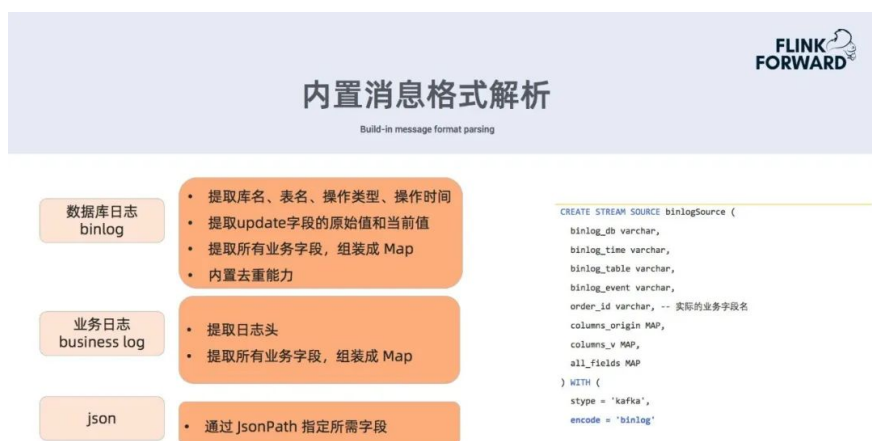 FLINK
FORWARD
内置消息格式解析
Build-in message format parsing
数据库日志
binlog
• 提取库名、表名、操作类型、操作时间
• 提取update字段的原始值和当前值
• 提取所有业务字段，组装成 Map
• 内置去重能力
业务日志
business log
• 提取日志头
• 提取所有业务字段，组装成 Map
json
• 通过 JsonPath 指定所需字段
CREATE STREAM SOURCE binlogSource (
binlog_db varchar,
binlog_time varchar,
binlog_table varchar,
binlog_event varchar,
order_id varchar, -- 实际的业务字段名
columns_origin MAP,
columns_v MAP,
all_fields MAP
) WITH (
stype = 'kafka',
encode = 'binlog'